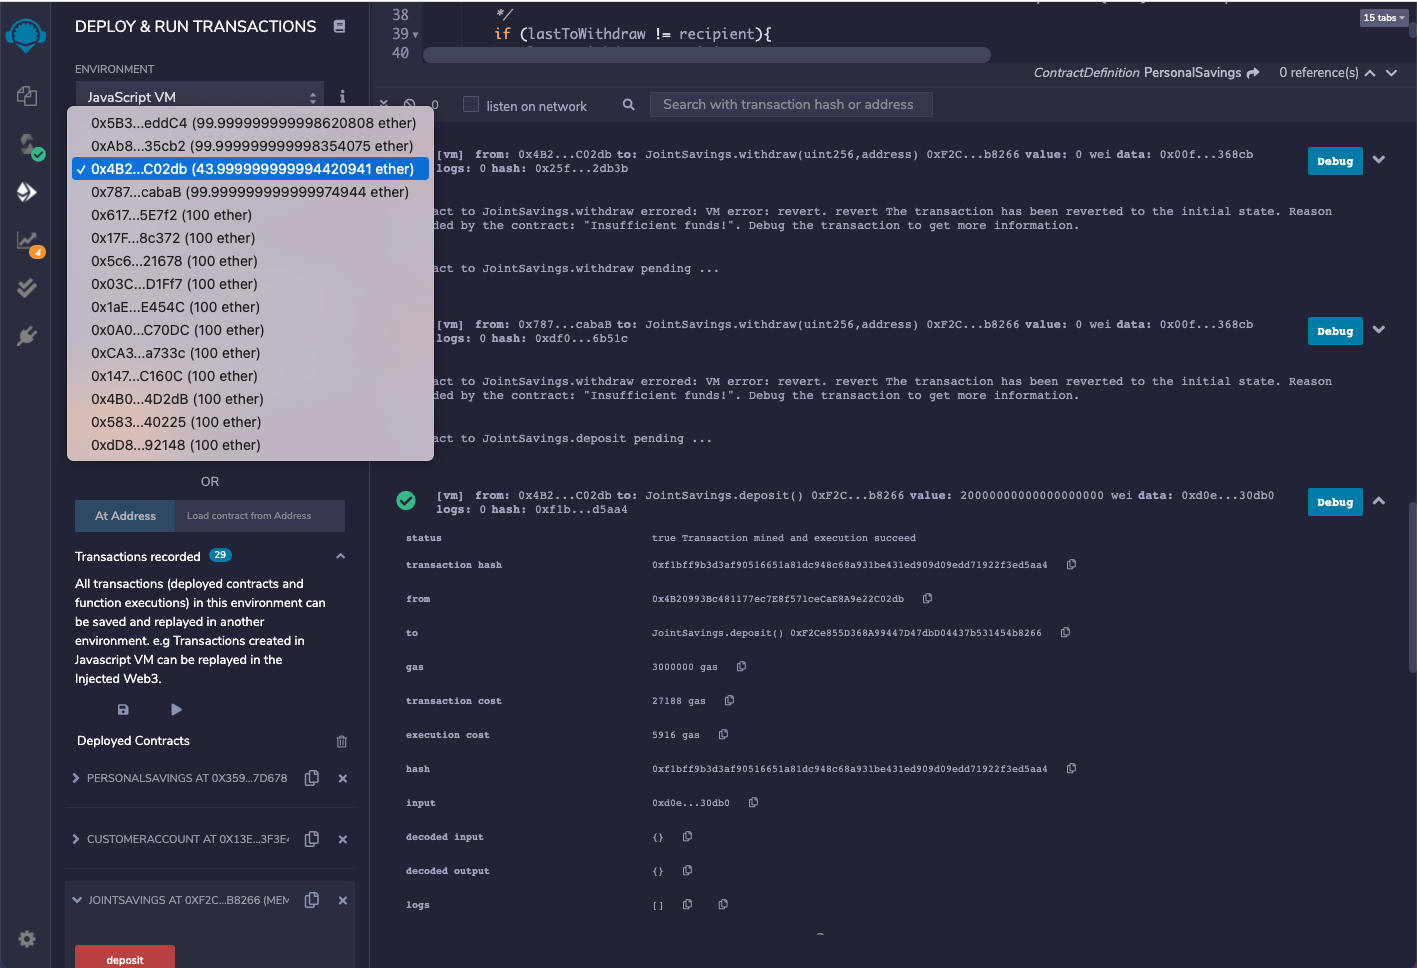 DEPLOY & RUN TRANSACTIONS
ENVIRONMENT
JavaScript VM
0x5B3...eddC4 (99.999999999998620808 ether)
0xAb8...35cb2 (99.999999999998354075 ether)
0x4B2...C02db (43.999999999994420941 ether)
0x787...cabaB (99.999999999999974944 ether)
0x617...5E7f2 (100 ether)
0x17F...8c372 (100 ether)
0x5c6...21678 (100 ether)
0x03C...D1Ff7 (100 ether)
0x1aE...E454C (100 ether)
0x0A0...C70DC (100 ether)
0xCA3...a733c (100 ether)
0x147...C160C (100 ether)
0x4B0...4D2dB (100 ether)
0x583...40225 (100 ether)
0xdD8...92148 (100 ether)
OR
At Address Load contract from Address
Transactions recorded 29
All transactions (deployed contracts and
function executions) in this environment can
be saved and replayed in another
environment. e.g Transactions created in
Javascript VM can be replayed in the
Injected Web3.
Deployed Contracts
PERSONALSAVINGS AT 0X359...7D678
CUSTOMERACCOUNT AT 0X13E...3F3E4
JOINTSAVINGS AT 0XF2C...B8266 (MEM
deposit
4
38 */
39 if (lastToWithdraw != recipient){
40
15 tabs
ContractDefinition PersonalSavings 0 reference(s)
0 listen on network Search with transaction hash or address
[vm] from: 0x4B2...C02db to: JointSavings.withdraw(uint256,address) 0xF2C...b8266 value: 0 wei data: 0x00f...368cb
logs: 0 hash: 0x25f...2db3b
Debug
act to JointSavings.withdraw errored: VM error: revert. revert The transaction has been reverted to the initial state. Reason
ded by the contract: "Insufficient funds!". Debug the transaction to get more information.
act to JointSavings.withdraw pending ...
[vm] from: 0x787...cabaB to: JointSavings.withdraw(uint256,address) 0xF2C...b8266 value: 0 wei data: 0x00f...368cb
logs: 0 hash: 0xdf0...6b51c
Debug
act to JointSavings.withdraw errored: VM error: revert. revert The transaction has been reverted to the initial state. Reason
ded by the contract: "Insufficient funds!". Debug the transaction to get more information.
act to JointSavings.deposit pending ...
[vm] from: 0x4B2...C02db to: JointSavings.deposit() 0xF2C...b8266 value: 20000000000000000000 wei data: 0xd0e...30db0
logs: 0 hash: 0xf1b...d5aa4
Debug
status true Transaction mined and execution succeed
transaction hash 0xf1bff9b3d3af90516651a81dc948c68a931be431ed909d09edd71922f3ed5aa4
from 0x4B20993Bc481177ec7E8f571ceCaE8A9e22C02db
to JointSavings.deposit() 0xF2Ce855D368A99447D47dbD04437b531454b8266
gas 3000000 gas
transaction cost 27188 gas
execution cost 5916 gas
hash 0xf1bff9b3d3af90516651a81dc948c68a931be431ed909d09edd71922f3ed5aa4
input 0xd0e...30db0
decoded input {}
decoded output {}
logs []